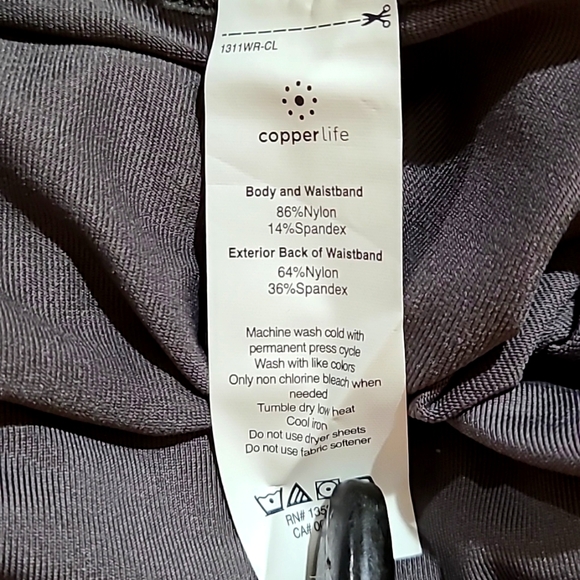 1311WR-CL
copperlife
Body and Waistband
86%Nylon
14%Spandex
Exterior Back of Waistband
64%Nylon
36%Spandex
Machine wash cold with
permanent press cycle
Wash with like colors
Only non chlorine bleach when
needed
Tumble dry low heat
Cool iron
Do not use dryer sheets
Do not use fabric softener
RN#
CA#